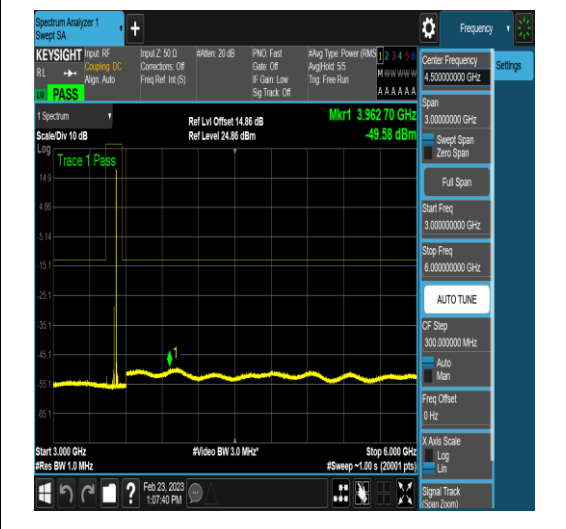 Spectrum Analyzer 1
Swept SA
+
Frequency
KEYSIGHT Input: RF
Coupling: DC
Align: Auto
RL
LXI PASS
Input Z: 50 Ω
Corrections: Off
Freq Ref: Int (S)
#Atten: 20 dB
PNO: Fast
Gate: Off
IF Gain: Low
Sig Track: Off
#Avg Type: Power (RMS)
Avg|Hold: 5/5
Trig: Free Run
1 2 3 4 5 6
M W W W W W
A A A A A A
1 Spectrum
Scale/Div 10 dB
Ref Lvl Offset 14.86 dB
Ref Level 24.86 dBm
Mkr1 3.962 70 GHz
-49.58 dBm
Log
Trace 1 Pass
14.9
4.86
-5.14
-15.1
-25.1
-35.1
-45.1
-55.1
-65.1
1
Start 3.000 GHz
#Res BW 1.0 MHz
#Video BW 3.0 MHz*
Stop 6.000 GHz
#Sweep ~1.00 s (20001 pts)
?
Feb 23, 2023
1:07:40 PM
Center Frequency
4.500000000 GHz
Settings
Span
3.00000000 GHz
Swept Span
Zero Span
Full Span
Start Freq
3.000000000 GHz
Stop Freq
6.000000000 GHz
AUTO TUNE
CF Step
300.000000 MHz
Auto
Man
Freq Offset
0 Hz
X Axis Scale
Log
Lin
Signal Track
(Span Zoom)